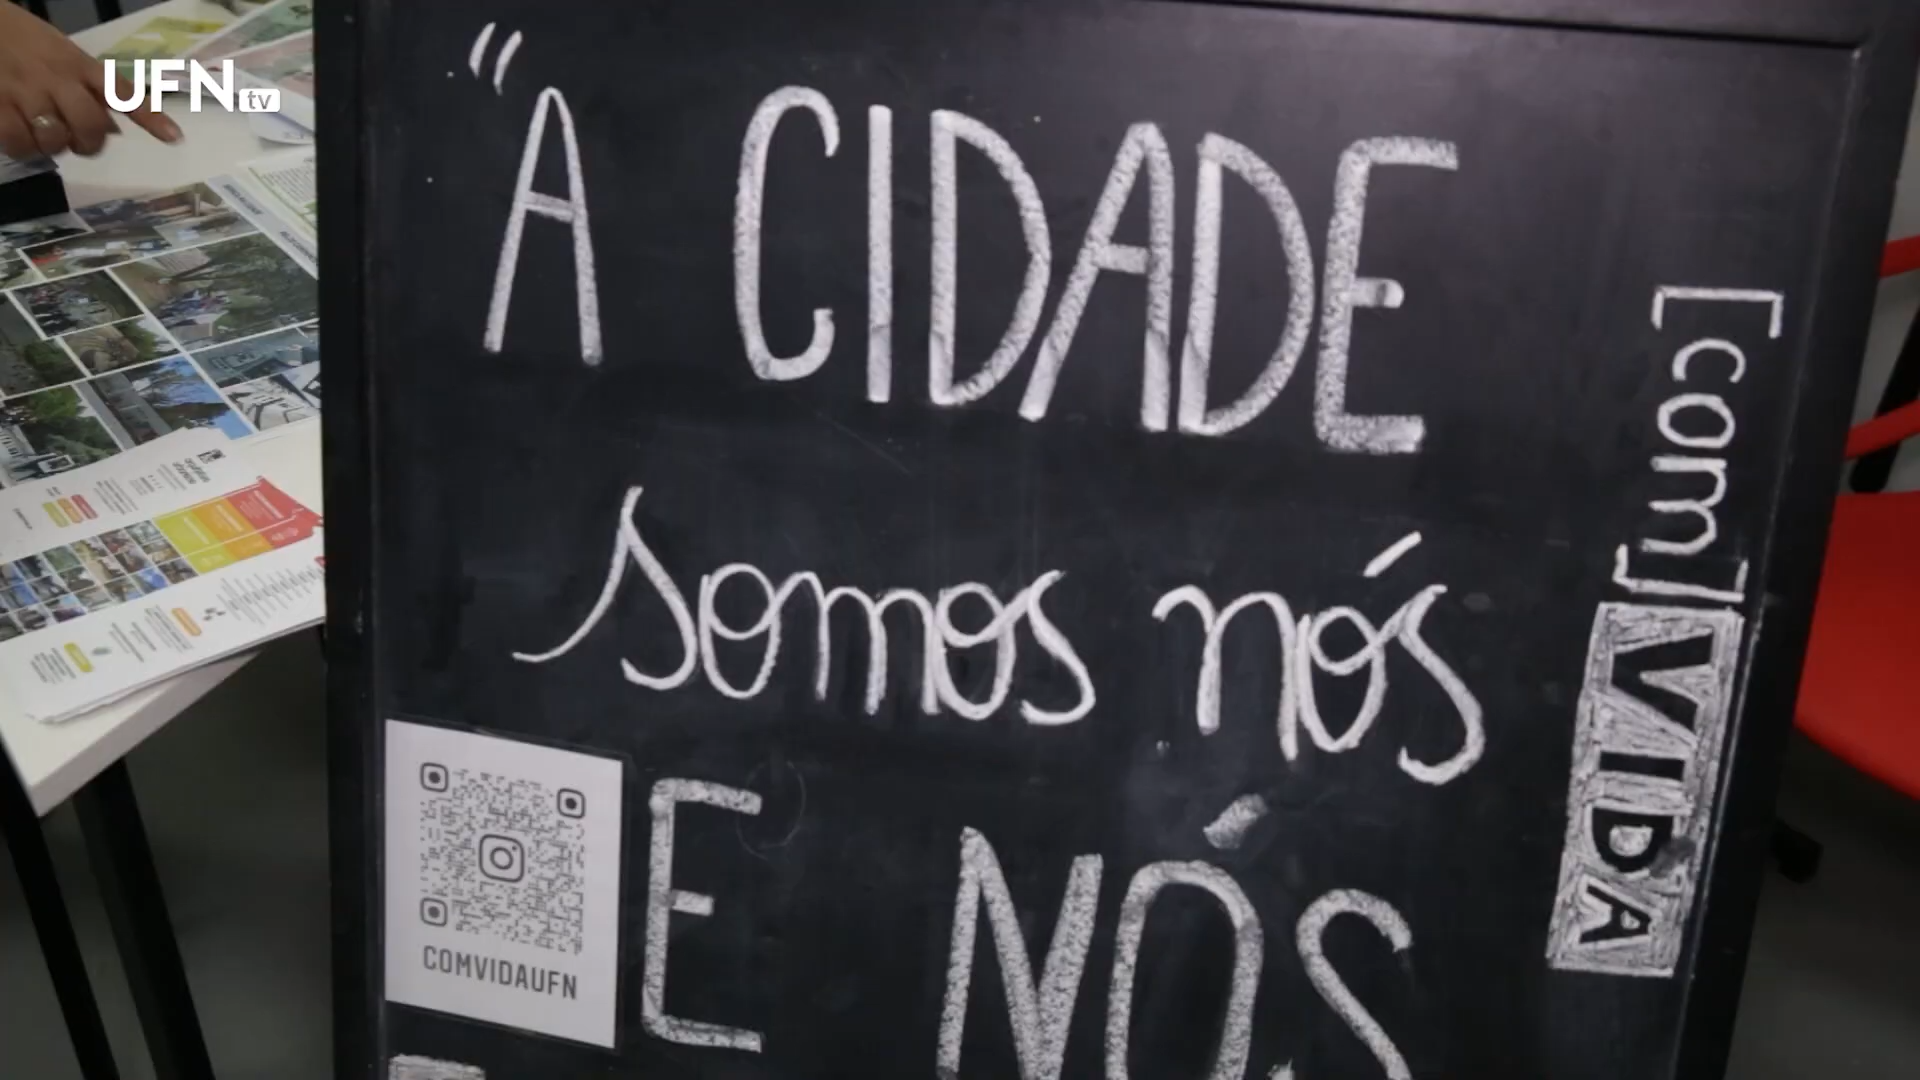 UFN tv
"A CIDADE
somos nós
E NÓS
[com]VIDA
COMVIDAUFN